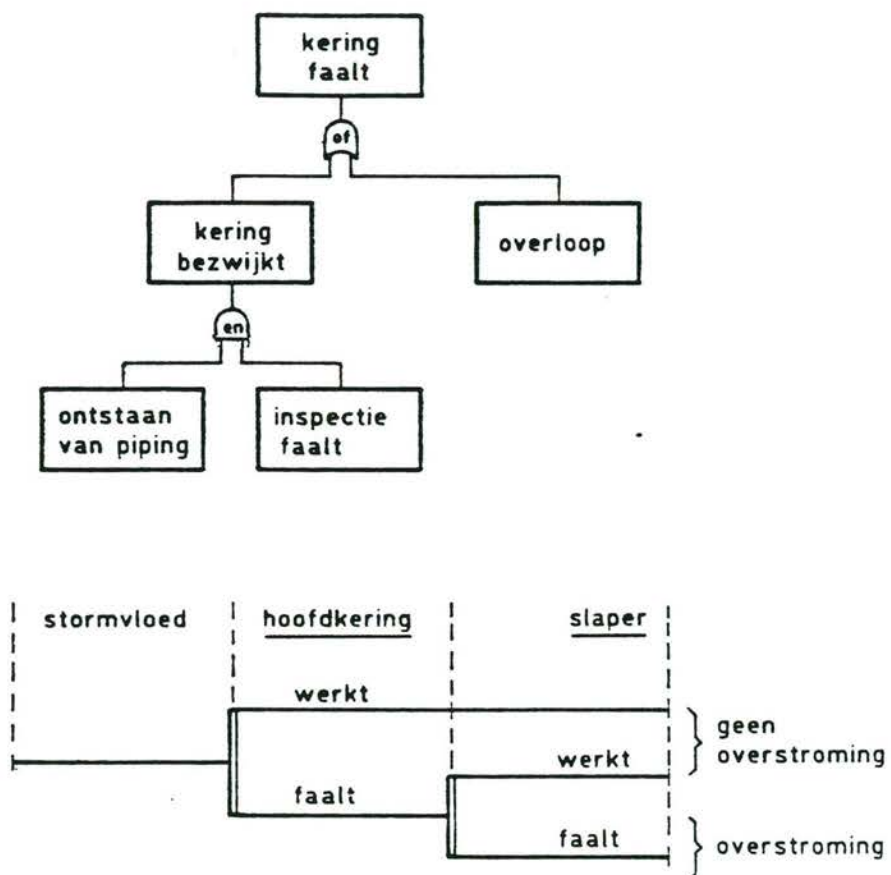 kering
faalt
of
kering
bezwijkt
overloop
en
ontstaan
van piping
inspectie
faalt
stormvloed
hoofdkering
slaper
werkt
geen
overstroming
werkt
faalt
faalt
overstroming